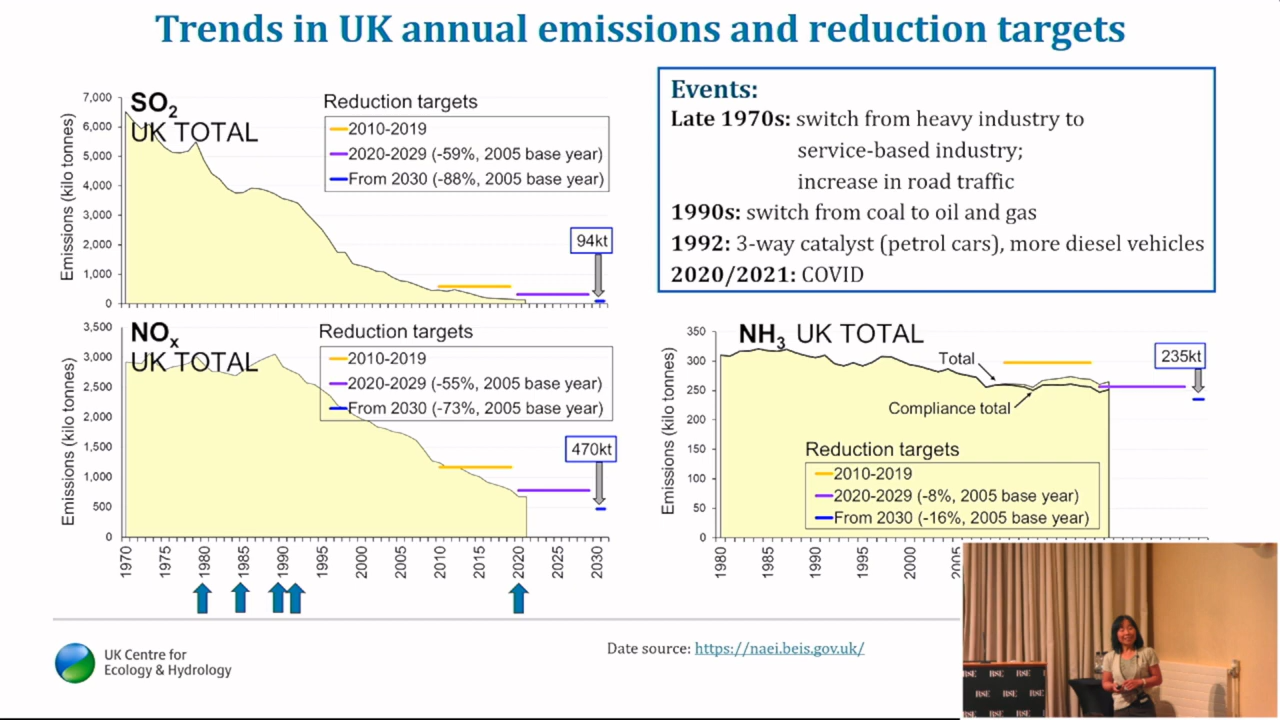 Trends in UK annual emissions and reduction targets
SO2
UK TOTAL
Reduction targets
2010-2019
2020-2029 (-59%, 2005 base year)
From 2030 (-88%, 2005 base year)
94kt
Emissions (kilo tonnes)
7,000
6,000
5,000
4,000
3,000
2,000
1,000
0
Events:
Late 1970s: switch from heavy industry to
service-based industry;
increase in road traffic
1990s: switch from coal to oil and gas
1992: 3-way catalyst (petrol cars), more diesel vehicles
2020/2021: COVID
NOx
UK TOTAL
Reduction targets
2010-2019
2020-2029 (-55%, 2005 base year)
From 2030 (-73%, 2005 base year)
470kt
Emissions (kilo tonnes)
3,500
3,000
2,500
2,000
1,500
1,000
500
0
1970
1975
1980
1985
1990
1995
2000
2005
2010
2015
2020
2025
2030
NH3 UK TOTAL
Total
Compliance total
235kt
Reduction targets
2010-2019
2020-2029 (-8%, 2005 base year)
From 2030 (-16%, 2005 base year)
Emissions (kilo tonnes)
350
300
250
200
150
100
50
0
1980
1985
1990
1995
2000
UK Centre for
Ecology & Hydrology
Date source: https://naei.beis.gov.uk/
RSE
RSE
RSE
RSE
RSE
RSE
RSE
RSE